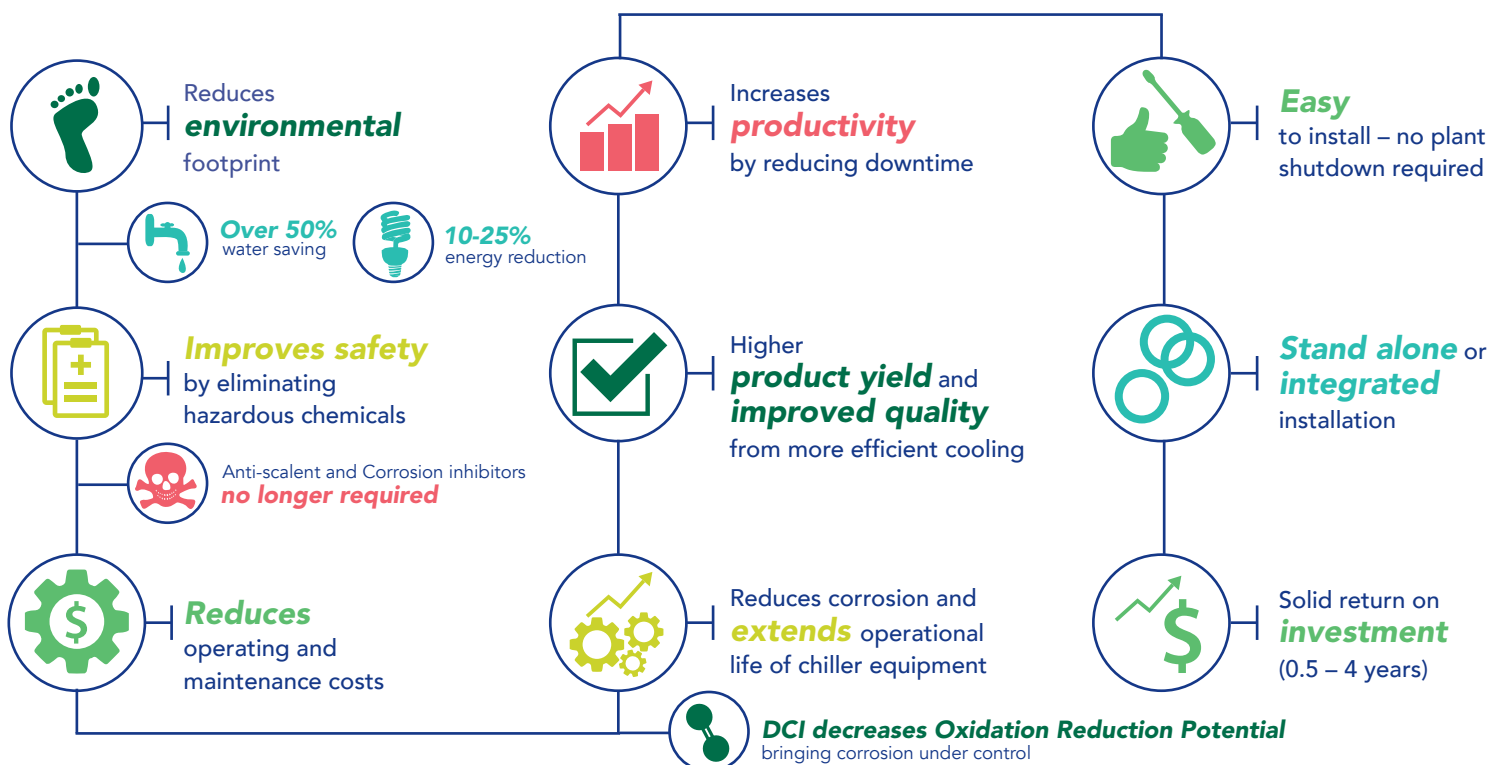 Reduces
environmental
footprint
Over 50%
water saving
10-25%
energy reduction
Improves safety
by eliminating
hazardous chemicals
Anti-scalent and Corrosion inhibitors
no longer required
$
Reduces
operating and
maintenance costs
Increases
productivity
by reducing downtime
Higher
product yield and
improved quality
from more efficient cooling
Reduces corrosion and
extends operational
life of chiller equipment
DCI decreases Oxidation Reduction Potential
bringing corrosion under control
Easy
to install – no plant
shutdown required
Stand alone or
integrated
installation
$
Solid return on
investment
(0.5 – 4 years)